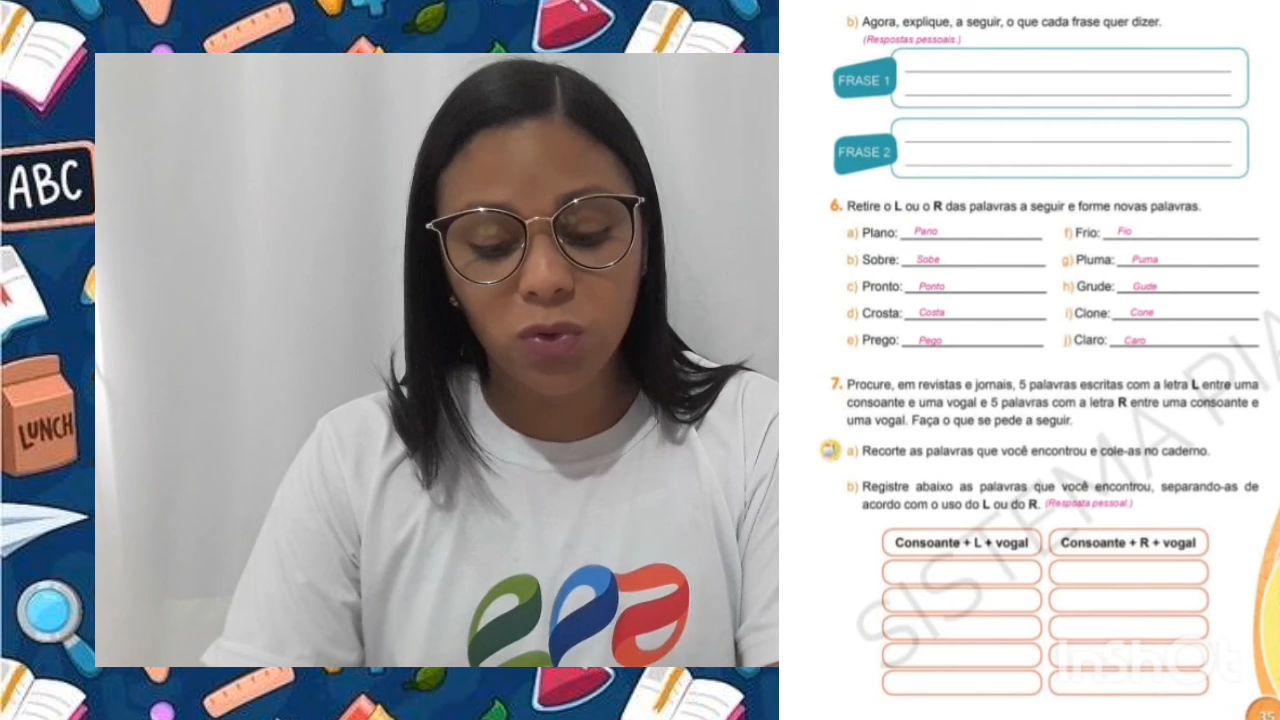 ABC
LUNCH
epa
b) Agora, explique, a seguir, o que cada frase quer dizer.
(Respostas pessoais.)
FRASE 1
FRASE 2
6. Retire o L ou o R das palavras a seguir e forme novas palavras.
a) Plano: Pano
f) Frio: Fio
b) Sobre: Sobe
g) Pluma: Puma
c) Pronto: Ponto
h) Grude: Gude
d) Crosta: Costa
i) Clone: Cone
e) Prego: Pego
j) Claro: Caro
7. Procure, em revistas e jornais, 5 palavras escritas com a letra L entre uma
consoante e uma vogal e 5 palavras com a letra R entre uma consoante e
uma vogal. Faça o que se pede a seguir.
a) Recorte as palavras que você encontrou e cole-as no caderno.
b) Registre abaixo as palavras que você encontrou, separando-as de
acordo com o uso do L ou do R. (Resposta pessoal.)
Consoante + L + vogal
Consoante + R + vogal
SISTEMA PIA
InShOt
35